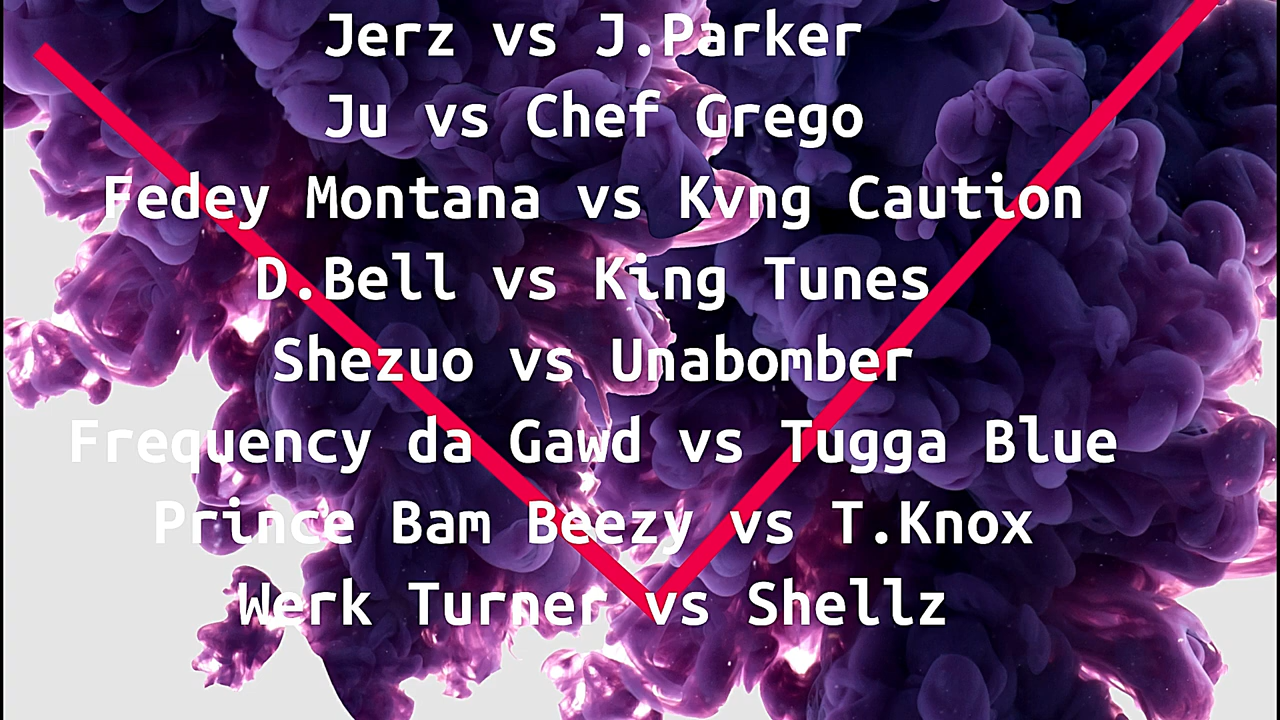 Jerz vs J.Parker
Ju vs Chef Grego
Fedey Montana vs Kvng Caution
D.Bell vs King Tunes
Shezuo vs Unabomber
Frequency da Gawd vs Tugga Blue
Prince Bam Beezy vs T.Knox
Werk Turner vs Shellz